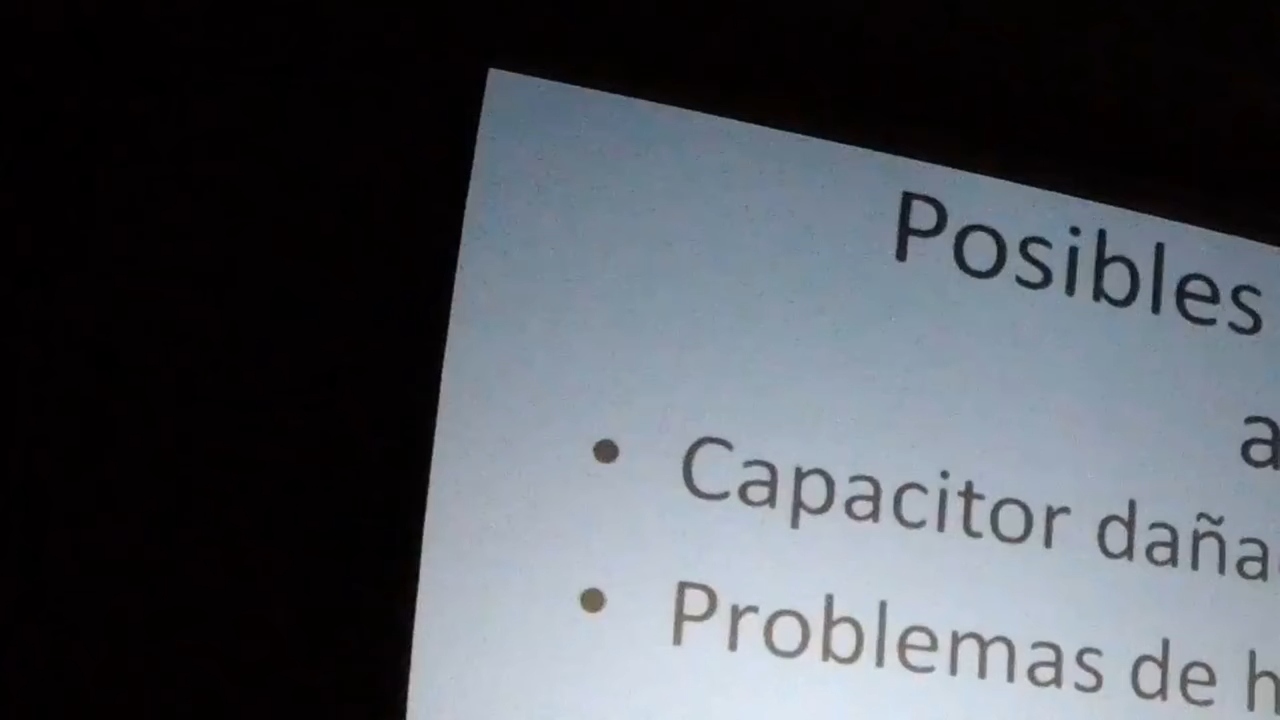 Posibles
a
• Capacitor daña
• Problemas de h